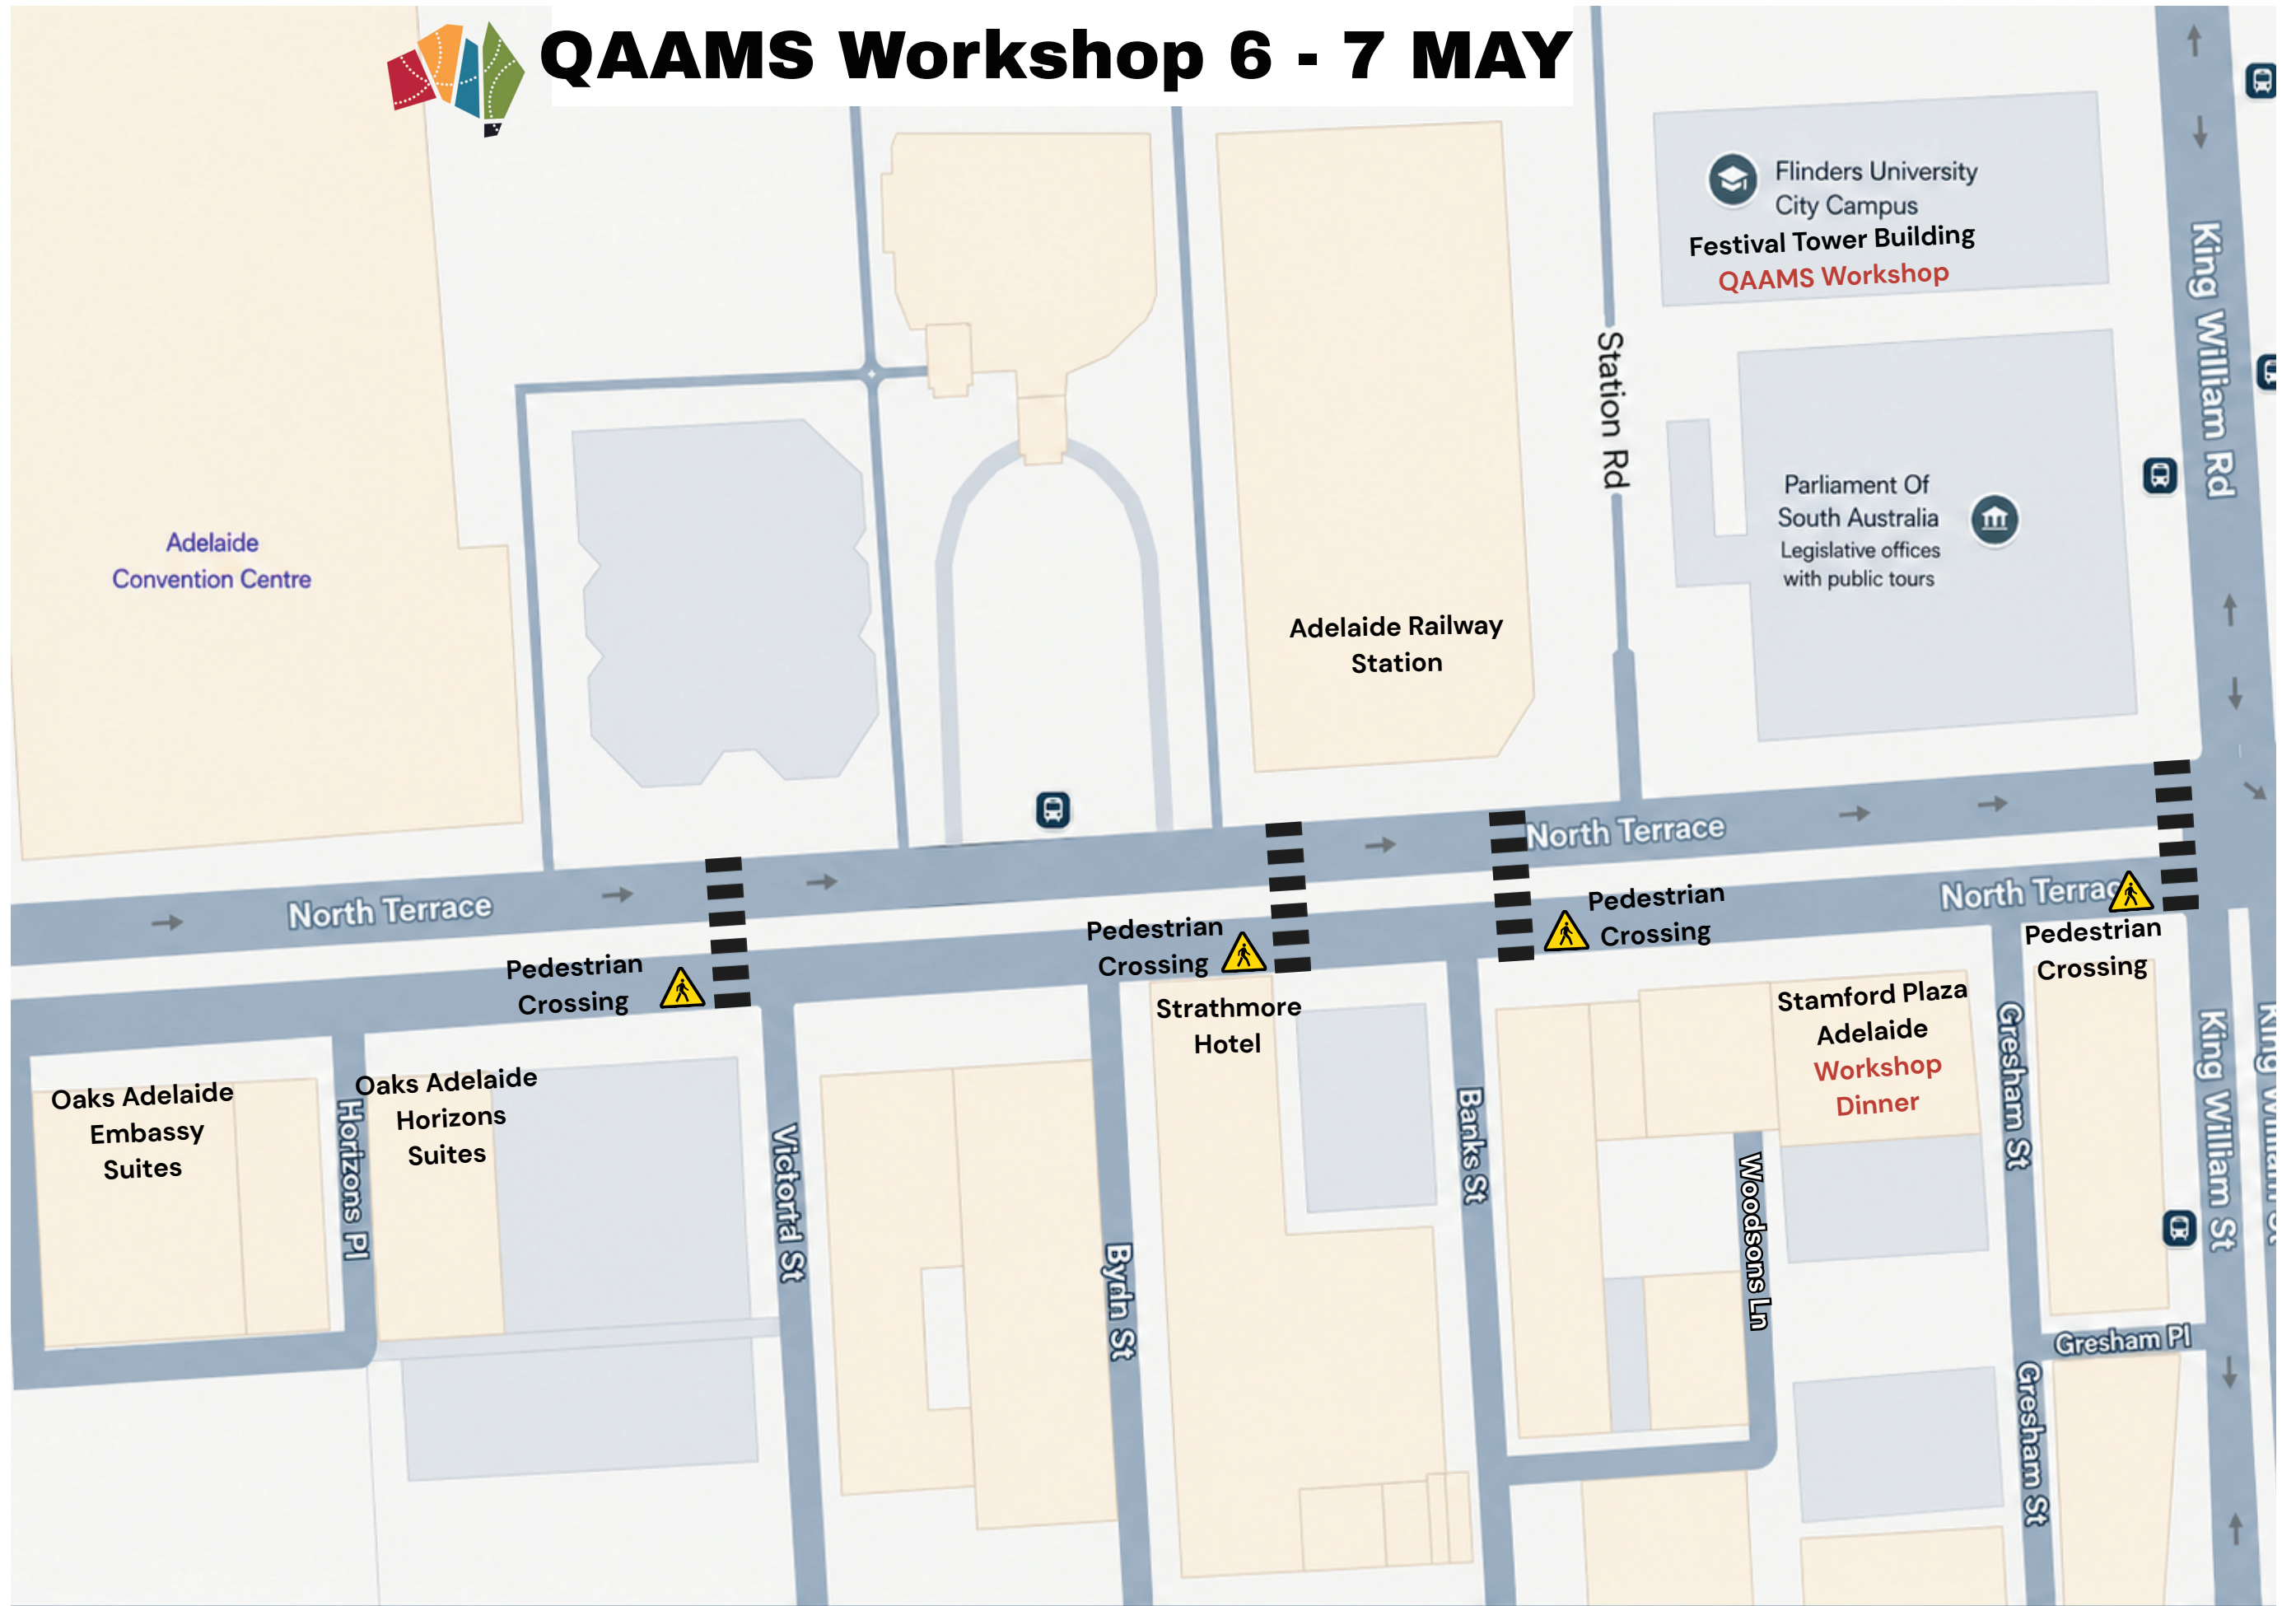 QAAMS Workshop 6 - 7 MAY
Flinders University
City Campus
Festival Tower Building
QAAMS Workshop
King William Rd
Station Rd
Parliament Of
South Australia
Legislative offices
with public tours
Adelaide
Convention Centre
Adelaide Railway
Station
North Terrace
North Terrace
North Terrac
Pedestrian
Crossing
Pedestrian
Crossing
Pedestrian
Crossing
Pedestrian
Crossing
Oaks Adelaide
Embassy
Suites
Horizons Pl
Oaks Adelaide
Horizons
Suites
Strathmore
Hotel
Stamford Plaza
Adelaide
Workshop
Dinner
Banks St
Woodsons Ln
Gresham St
King William St
King William St
Gresham Pl
Gresham St